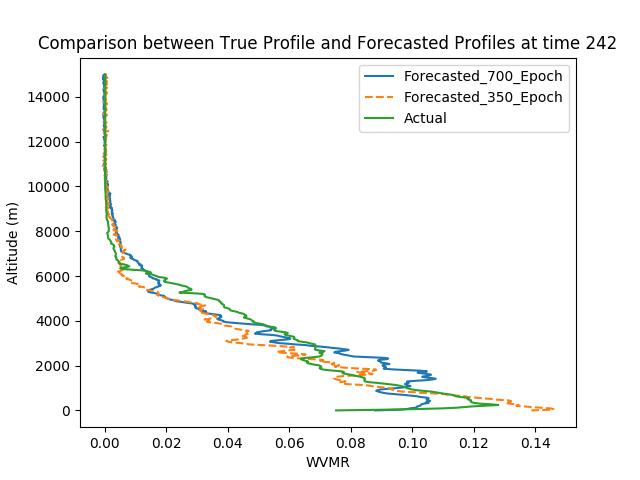 Comparison between True Profile and Forecasted Profiles at time 242
Forecasted_700_Epoch
Forecasted_350_Epoch
Actual
14000
12000
10000
8000
6000
4000
2000
0
Altitude (m)
0.00 0.02 0.04 0.06 0.08 0.10 0.12 0.14
WVMR